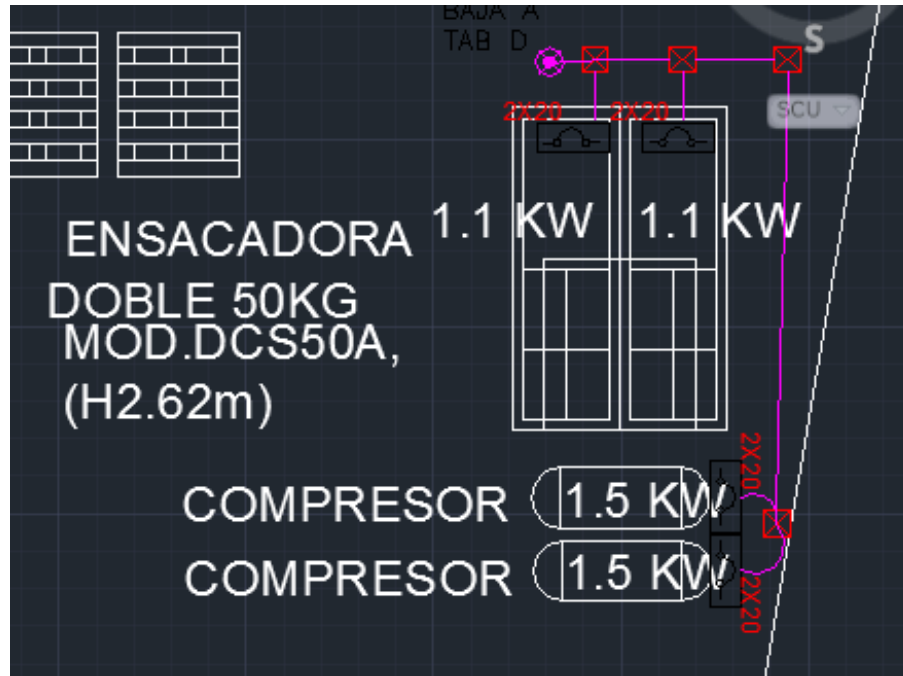 BAJA A
TAB D
S
SCU
2X20
2X20
1.1 KW
1.1 KW
ENSACADORA
DOBLE 50KG
MOD.DCS50A,
(H2.62m)
2X20
COMPRESOR
1.5 KW
COMPRESOR
1.5 KW
2X20